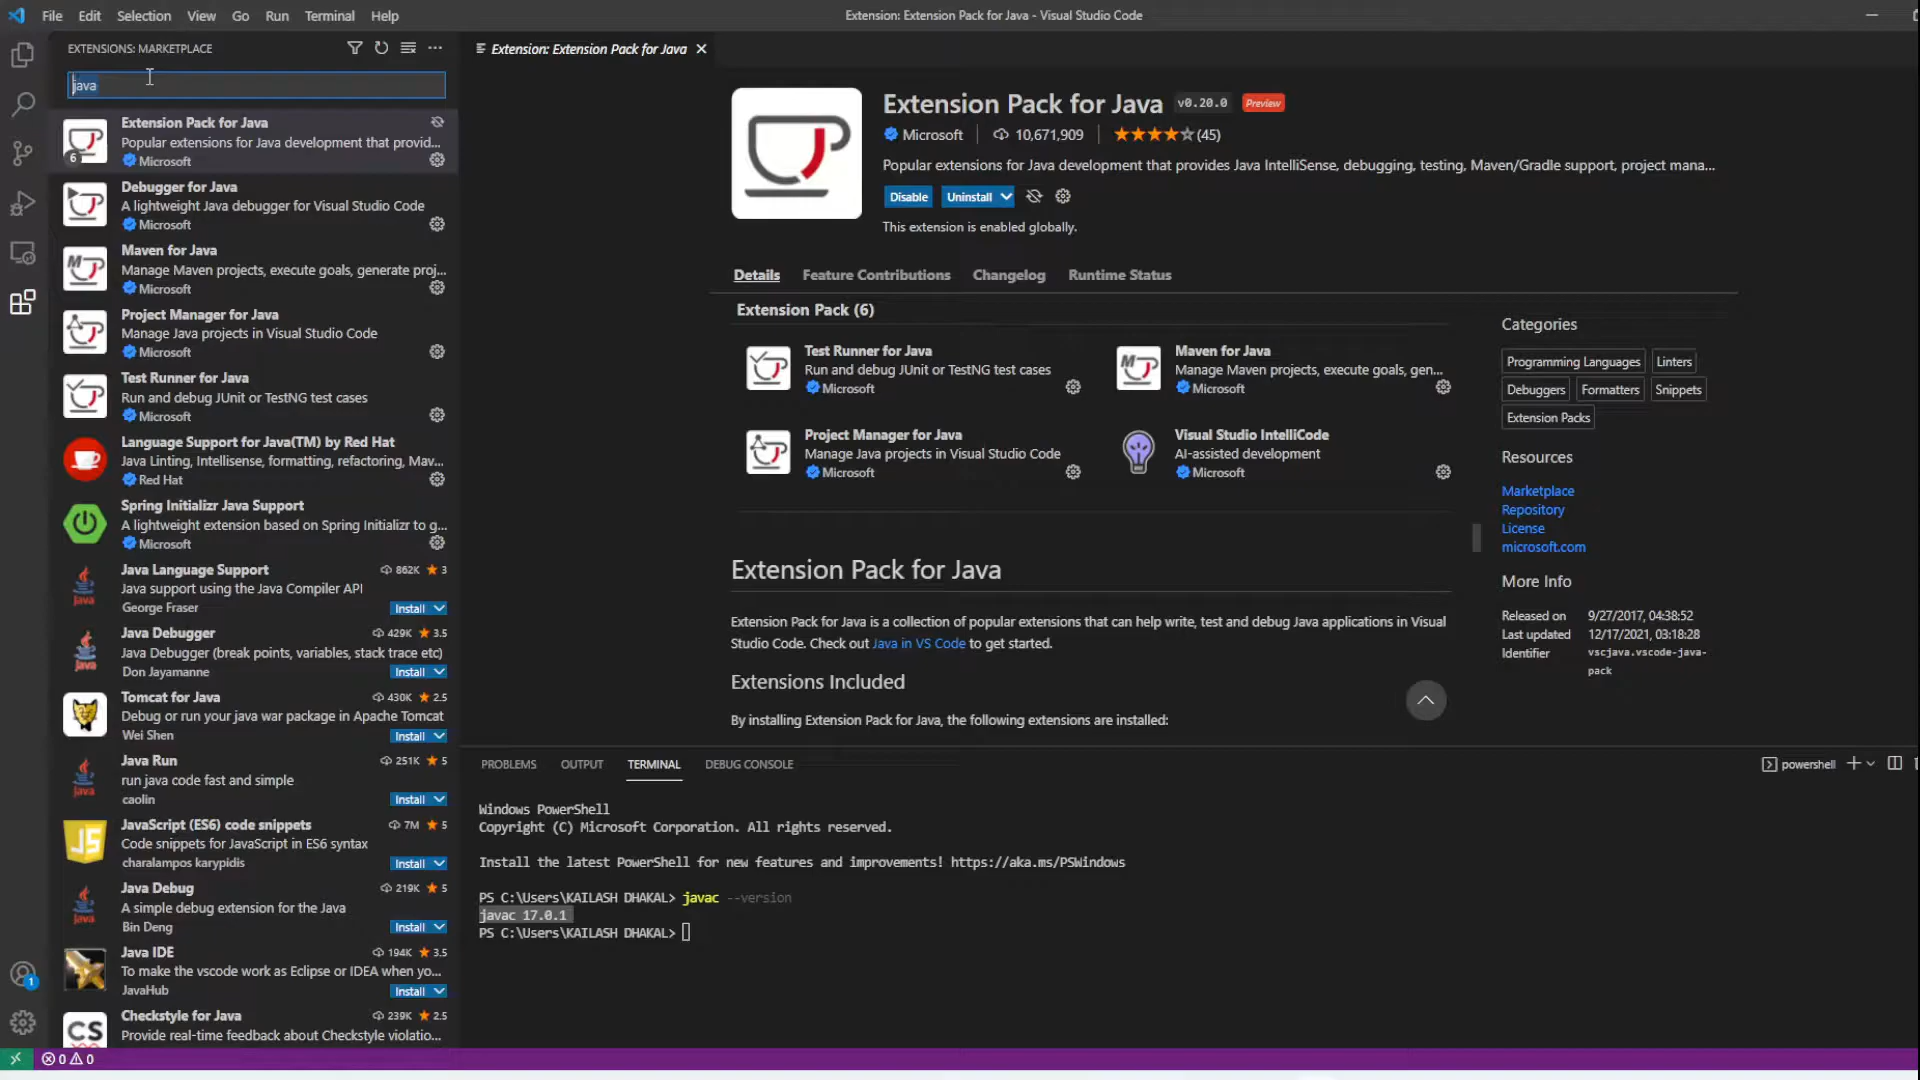 File Edit Selection View Go Run Terminal Help
Extension: Extension Pack for Java - Visual Studio Code
EXTENSIONS: MARKETPLACE
java
Extension Pack for Java
Popular extensions for Java development that provid...
6
Microsoft
Debugger for Java
A lightweight Java debugger for Visual Studio Code
Microsoft
Maven for Java
Manage Maven projects, execute goals, generate proj...
Microsoft
Project Manager for Java
Manage Java projects in Visual Studio Code
Microsoft
Test Runner for Java
Run and debug JUnit or TestNG test cases
Microsoft
Language Support for Java(TM) by Red Hat
Java Linting, Intellisense, formatting, refactoring, Mav...
Red Hat
Spring Initializr Java Support
A lightweight extension based on Spring Initializr to g...
Microsoft
Java Language Support 862K 3
Java support using the Java Compiler API
George Fraser Install
Java Debugger 429K 3.5
Java Debugger (break points, variables, stack trace etc)
Don Jayamanne Install
Tomcat for Java 430K 2.5
Debug or run your java war package in Apache Tomcat
Wei Shen Install
Java Run 251K 5
run java code fast and simple
caolin Install
JavaScript (ES6) code snippets 7M 5
Code snippets for JavaScript in ES6 syntax
charalampos karypidis Install
Java Debug 219K 5
A simple debug extension for the Java
Bin Deng Install
Java IDE 194K 3.5
To make the vscode work as Eclipse or IDEA when yo...
JavaHub Install
Checkstyle for Java 239K 2.5
Provide real-time feedback about Checkstyle violatio...
CS
JS
Java
Java
Java
Java
1
0 0
Extension: Extension Pack for Java
Extension Pack for Java v0.20.0 Preview
Microsoft 10,671,909 (45)
Popular extensions for Java development that provides Java IntelliSense, debugging, testing, Maven/Gradle support, project mana...
Disable Uninstall
This extension is enabled globally.
Details Feature Contributions Changelog Runtime Status
Extension Pack (6)
Test Runner for Java
Run and debug JUnit or TestNG test cases
Microsoft
Maven for Java
Manage Maven projects, execute goals, gen...
Microsoft
Project Manager for Java
Manage Java projects in Visual Studio Code
Microsoft
Visual Studio IntelliCode
AI-assisted development
Microsoft
Extension Pack for Java
Extension Pack for Java is a collection of popular extensions that can help write, test and debug Java applications in Visual
Studio Code. Check out Java in VS Code to get started.
Extensions Included
By installing Extension Pack for Java, the following extensions are installed:
Categories
Programming Languages Linters
Debuggers Formatters Snippets
Extension Packs
Resources
Marketplace
Repository
License
microsoft.com
More Info
Released on 9/27/2017, 04:38:52
Last updated 12/17/2021, 03:18:28
Identifier vscjava.vscode-java-
pack
PROBLEMS OUTPUT TERMINAL DEBUG CONSOLE
powershell
Windows PowerShell
Copyright (C) Microsoft Corporation. All rights reserved.
Install the latest PowerShell for new features and improvements! https://aka.ms/PSWindows
PS C:\Users\KAILASH DHAKAL> javac --version
javac 17.0.1
PS C:\Users\KAILASH DHAKAL>